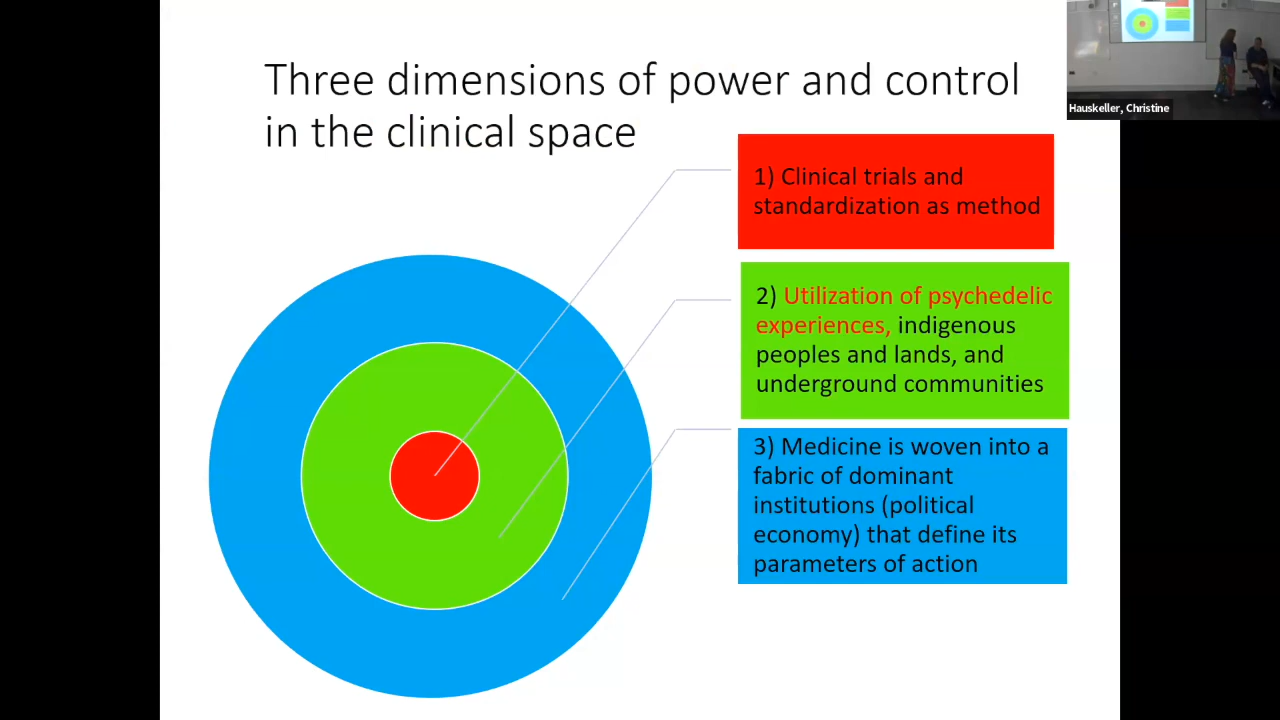 Three dimensions of power and control
in the clinical space
Hauskeller, Christine
1) Clinical trials and
standardization as method
2) Utilization of psychedelic
experiences, indigenous
peoples and lands, and
underground communities
3) Medicine is woven into a
fabric of dominant
institutions (political
economy) that define its
parameters of action